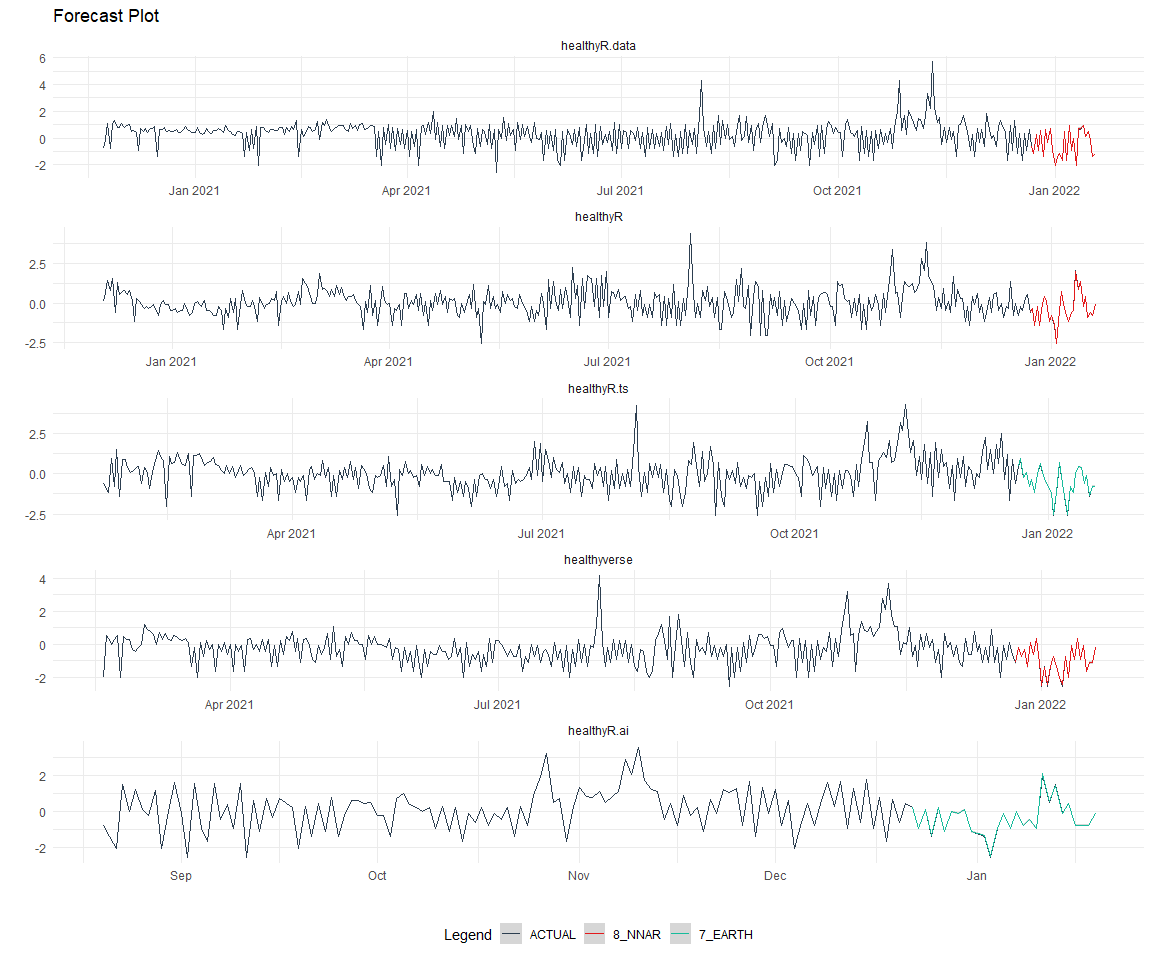 Forecast Plot
healthyR.data
6
4
2
0
-2
Jan 2021 Apr 2021 Jul 2021 Oct 2021 Jan 2022
healthyR
2.5
0.0
-2.5
Jan 2021 Apr 2021 Jul 2021 Oct 2021 Jan 2022
healthyR.ts
2.5
0.0
-2.5
Apr 2021 Jul 2021 Oct 2021 Jan 2022
healthyverse
4
2
0
-2
Apr 2021 Jul 2021 Oct 2021 Jan 2022
healthyR.ai
2
0
-2
Sep Oct Nov Dec Jan
Legend ACTUAL 8_NNAR 7_EARTH